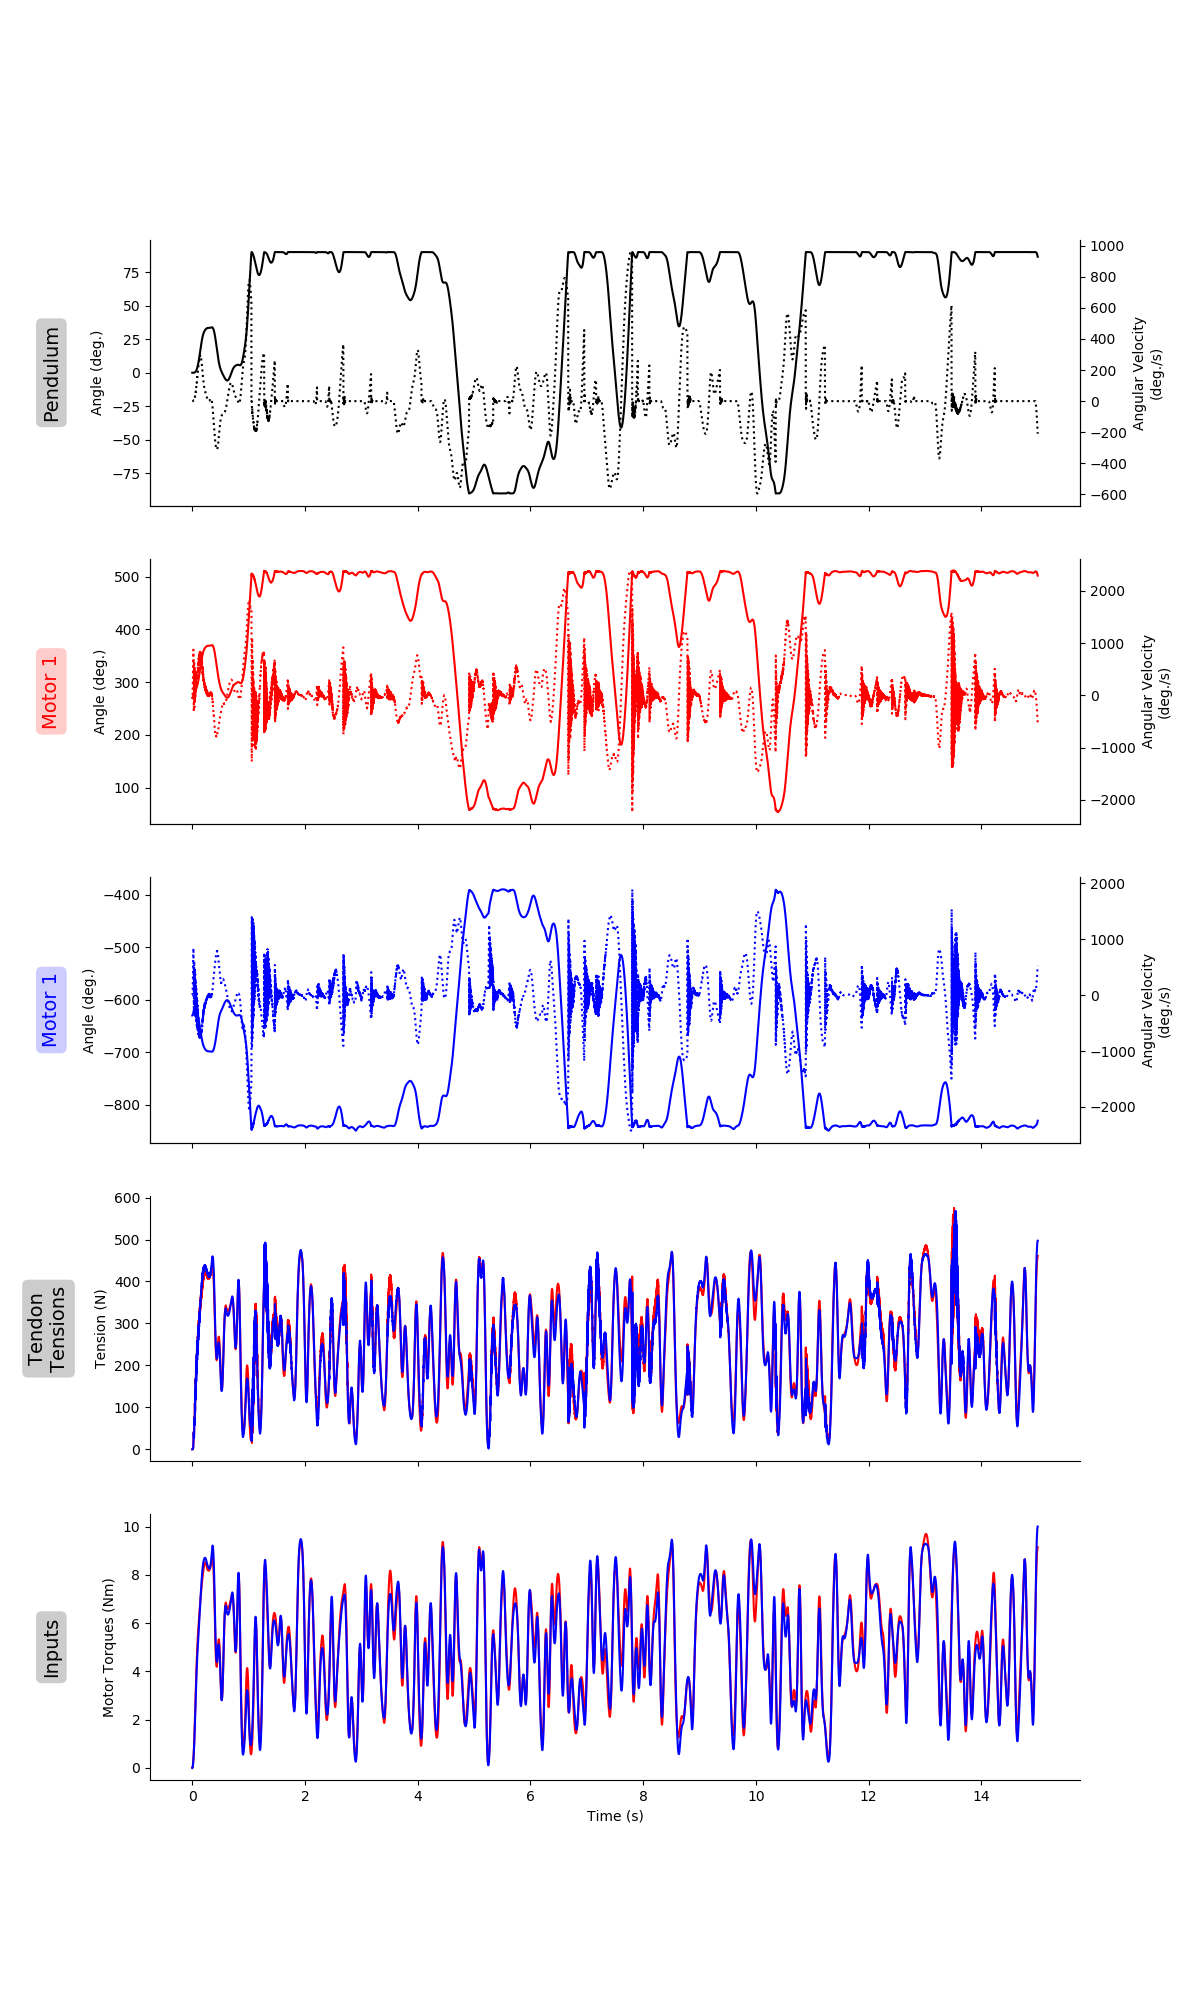 Pendulum
Angle (deg.)
75
50
25
0
−25
−50
−75
1000
800
600
400
200
0
−200
−400
−600
Angular Velocity
(deg./s)
Motor 1
Angle (deg.)
500
400
300
200
100
2000
1000
0
−1000
−2000
Angular Velocity
(deg./s)
Motor 1
Angle (deg.)
−400
−500
−600
−700
−800
2000
1000
0
−1000
−2000
Angular Velocity
(deg./s)
Tendon
Tensions
Tension (N)
600
500
400
300
200
100
0
Inputs
Motor Torques (Nm)
10
8
6
4
2
0
0 2 4 6 8 10 12 14
Time (s)